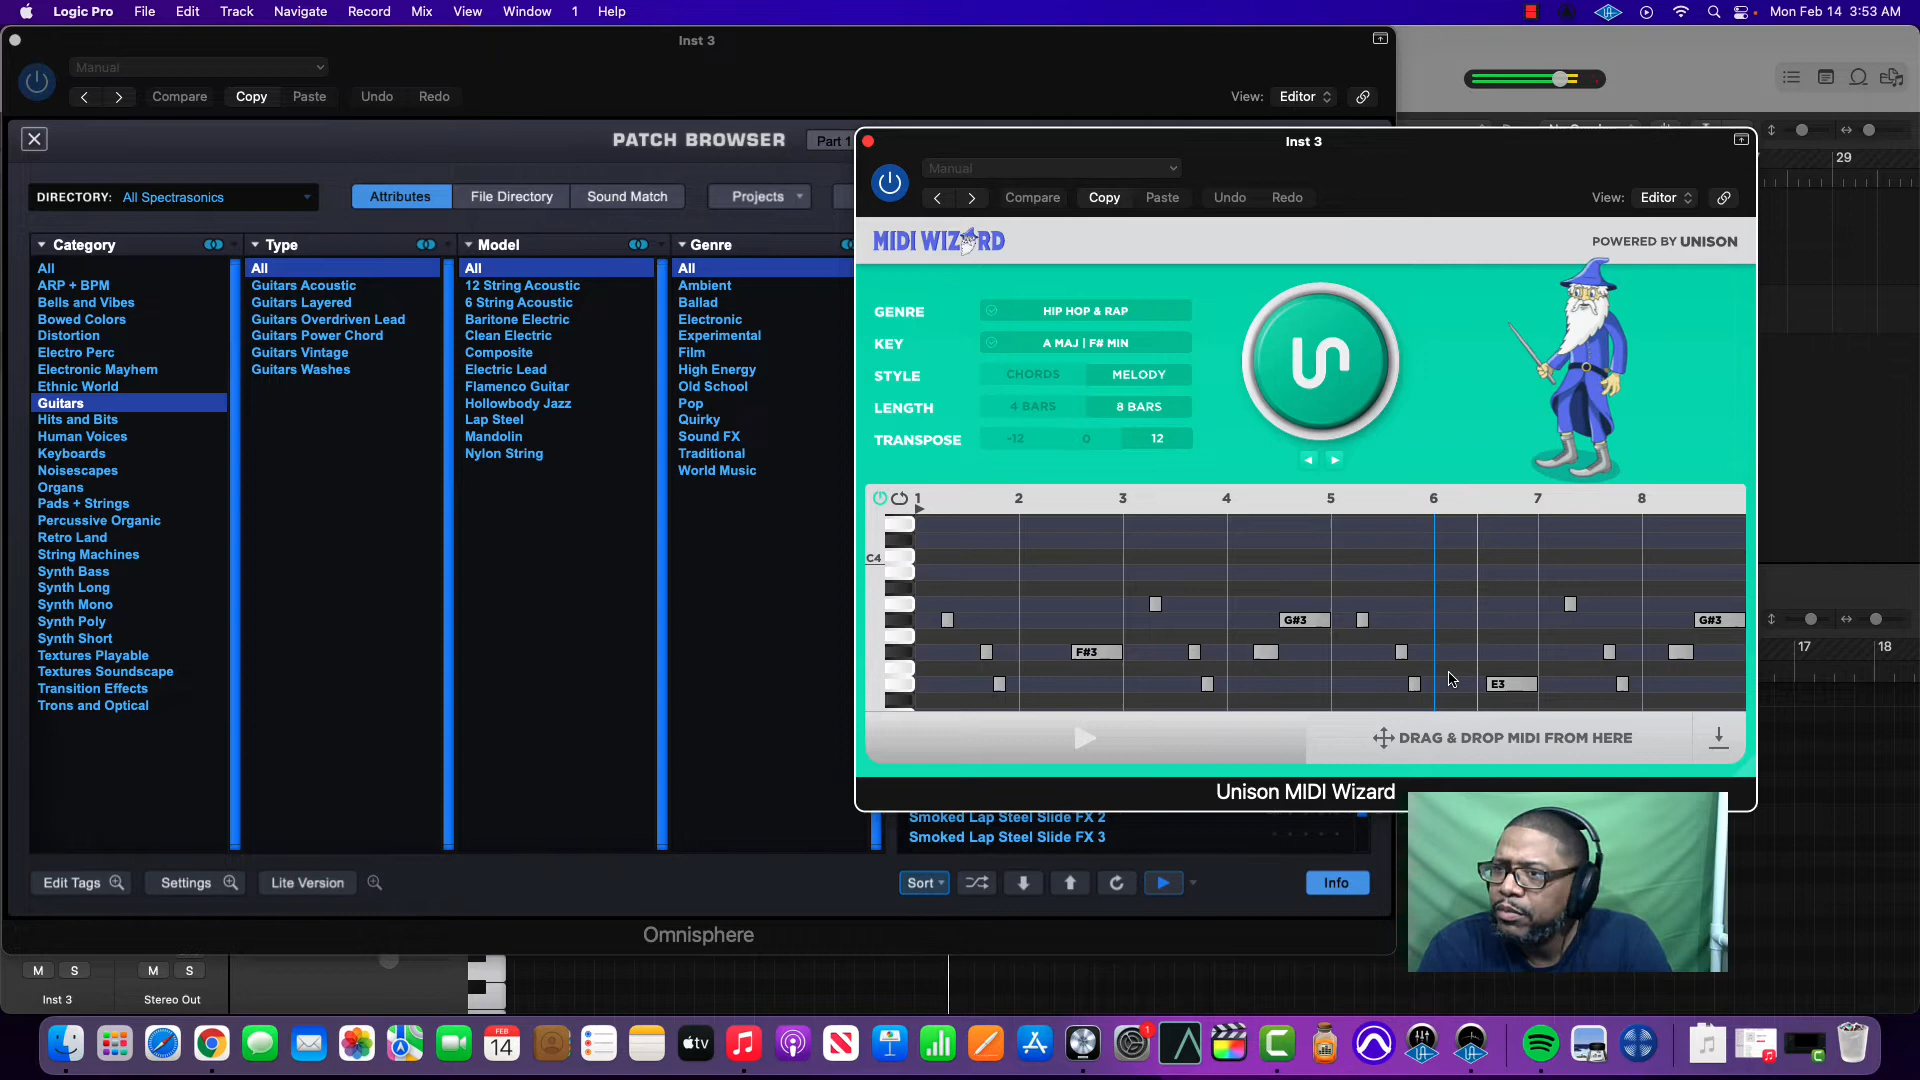 Logic Pro File Edit Track Navigate Record Mix View Window 1 Help
Mon Feb 14 3:53 AM
Inst 3
Manual
Compare Copy Paste Undo Redo
View: Editor
PATCH BROWSER Part 1
DIRECTORY: All Spectrasonics
Attributes File Directory Sound Match Projects
Category
All
ARP + BPM
Bells and Vibes
Bowed Colors
Distortion
Electro Perc
Electronic Mayhem
Ethnic World
Guitars
Hits and Bits
Human Voices
Keyboards
Noisescapes
Organs
Pads + Strings
Percussive Organic
Retro Land
String Machines
Synth Bass
Synth Long
Synth Mono
Synth Poly
Synth Short
Textures Playable
Textures Soundscape
Transition Effects
Trons and Optical
Type
All
Guitars Acoustic
Guitars Layered
Guitars Overdriven Lead
Guitars Power Chord
Guitars Vintage
Guitars Washes
Model
All
12 String Acoustic
6 String Acoustic
Baritone Electric
Clean Electric
Composite
Electric Lead
Flamenco Guitar
Hollowbody Jazz
Lap Steel
Mandolin
Nylon String
Genre
All
Ambient
Ballad
Electronic
Experimental
Film
High Energy
Old School
Pop
Quirky
Sound FX
Traditional
World Music
Smoked Lap Steel Slide FX 2
Smoked Lap Steel Slide FX 3
Edit Tags Settings Lite Version
Sort Info
Omnisphere
Inst 3
Manual
Compare Copy Paste Undo Redo
View: Editor
MIDI WIZARD
POWERED BY UNISON
GENRE HIP HOP & RAP
KEY A MAJ | F# MIN
STYLE CHORDS MELODY
LENGTH 4 BARS 8 BARS
TRANSPOSE -12 0 12
1 2 3 4 5 6 7 8
C4
G#3 G#3
F#3
E3
DRAG & DROP MIDI FROM HERE
Unison MIDI Wizard
29
17 18
M S M S
Inst 3 Stereo Out
FEB
14
tv
1